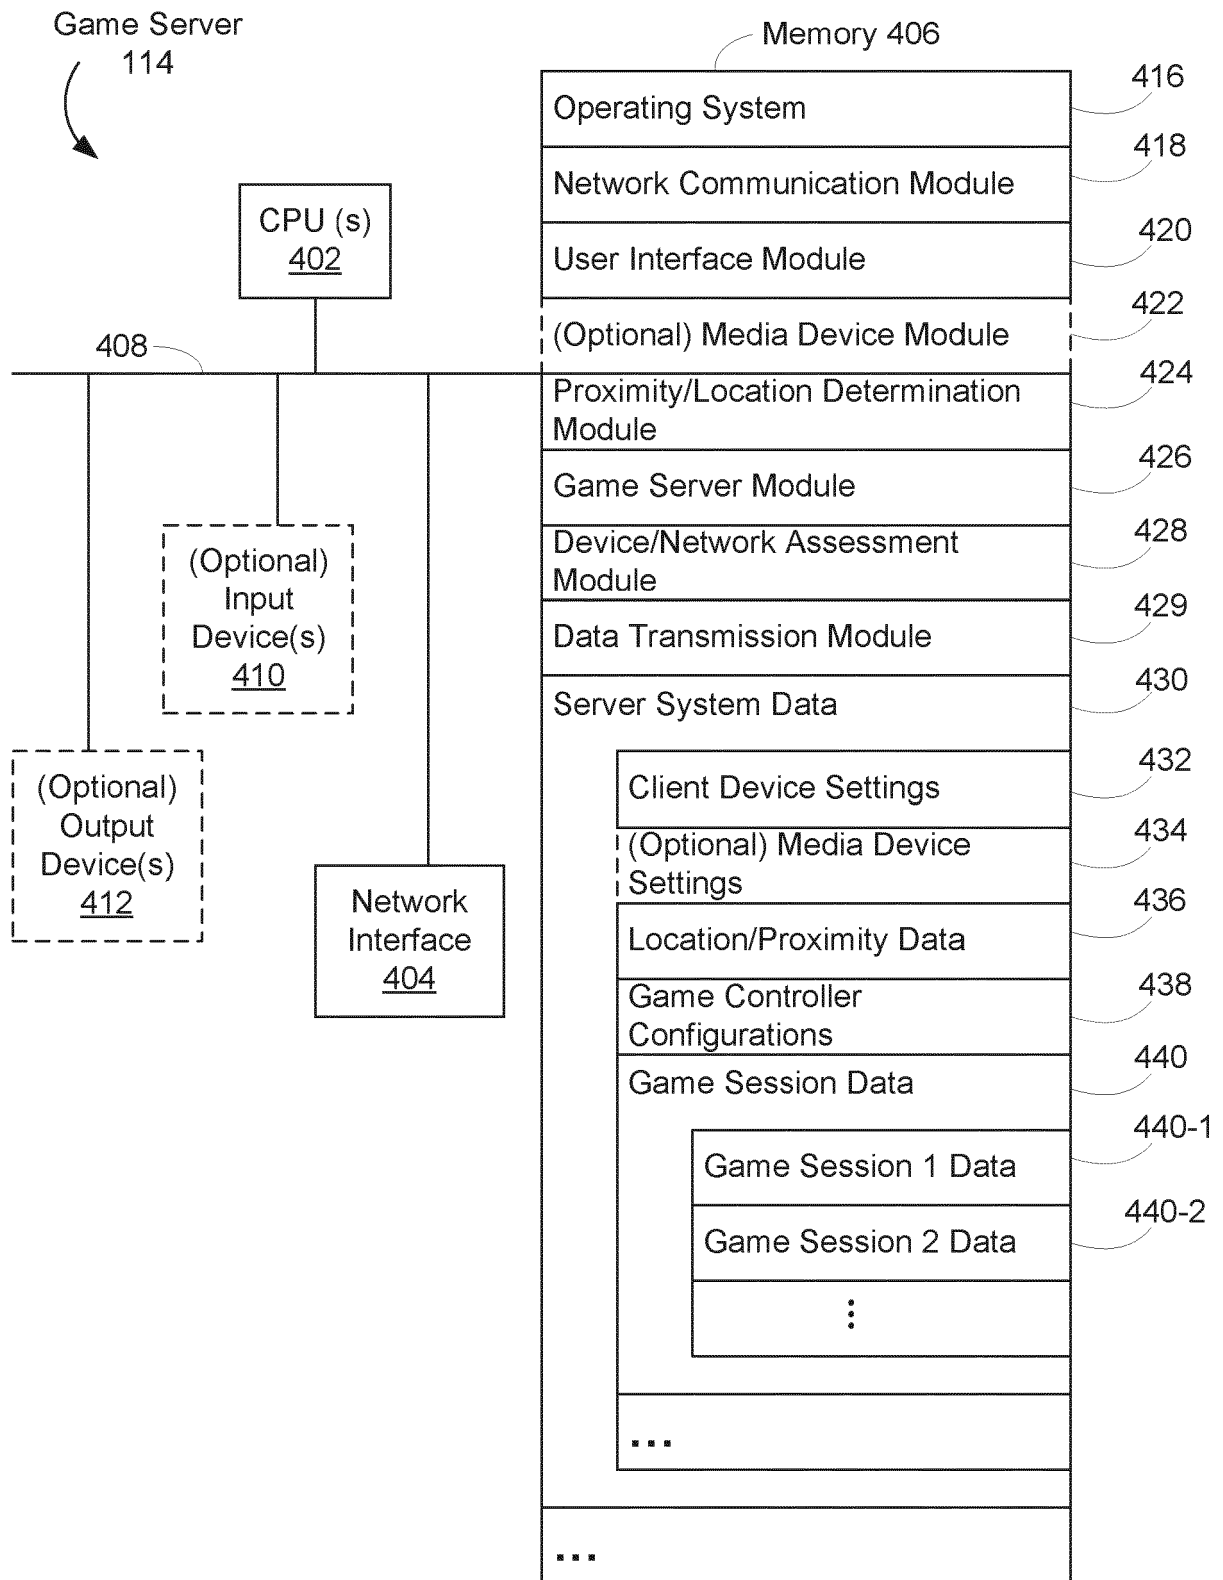 Game Server
114
Memory 406
416
Operating System
418
Network Communication Module
CPU (s)
402
420
User Interface Module
422
(Optional) Media Device Module
408
424
Proximity/Location Determination
Module
426
Game Server Module
428
Device/Network Assessment
Module
(Optional)
Input
Device(s)
410
429
Data Transmission Module
430
Server System Data
432
Client Device Settings
(Optional)
Output
Device(s)
412
434
(Optional) Media Device
Settings
Network
Interface
404
436
Location/Proximity Data
438
Game Controller
Configurations
440
Game Session Data
440-1
Game Session 1 Data
440-2
Game Session 2 Data
⋮
...
...